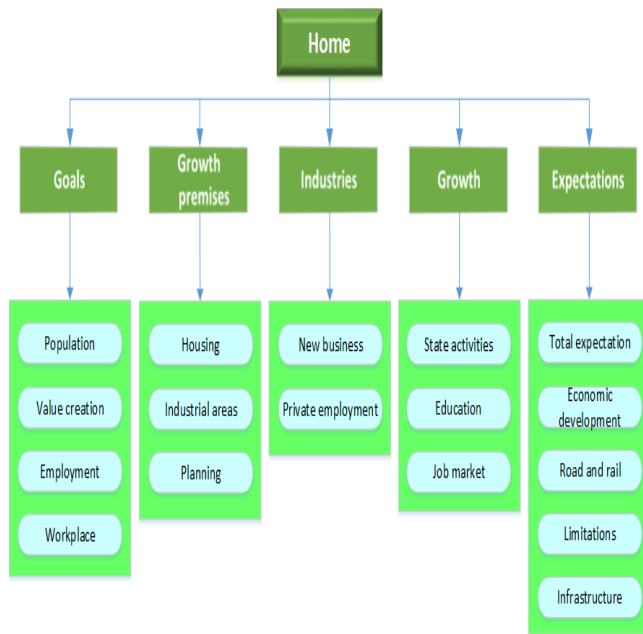 Home
Goals
Growth
premises
Industries
Growth
Expectations
Population
Value creation
Employment
Workplace
Housing
Industrial areas
Planning
New business
Private employment
State activities
Education
Job market
Total expectation
Economic
development
Road and rail
Limitations
Infrastructure